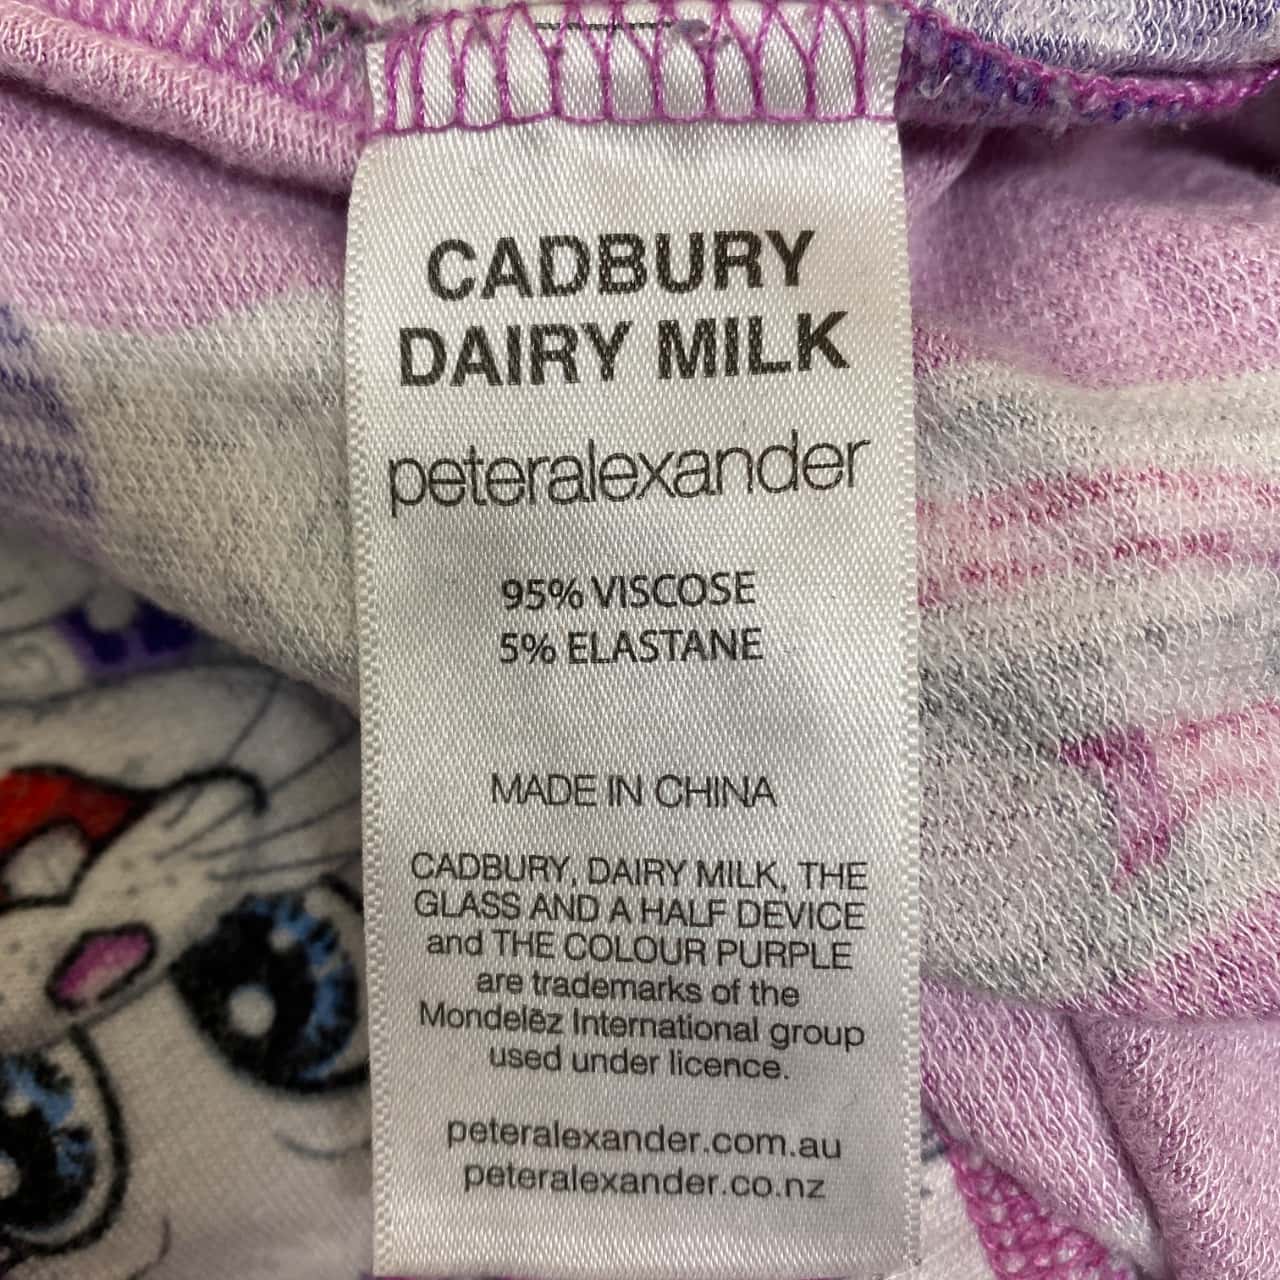 CADBURY
DAIRY MILK
peteralexander
95% VISCOSE
5% ELASTANE
MADE IN CHINA
CADBURY, DAIRY MILK, THE
GLASS AND A HALF DEVICE
and THE COLOUR PURPLE
are trademarks of the
Mondelēz International group
used under licence.
peteralexander.com.au
peteralexander.co.nz